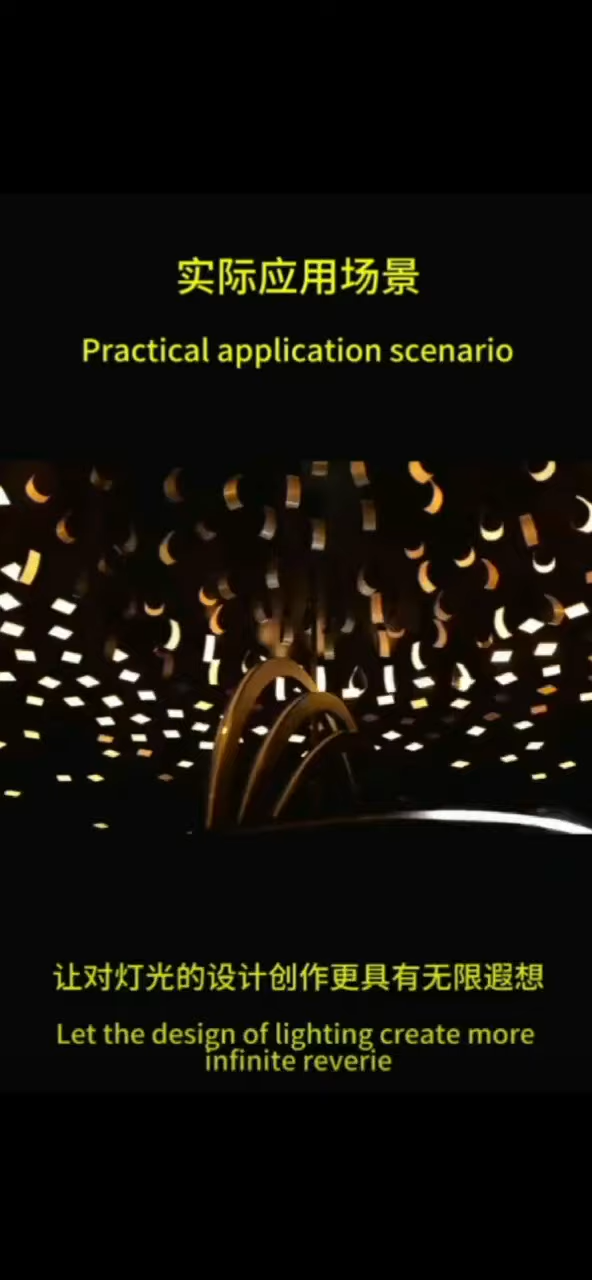 实际应用场景
Practical application scenario
让对灯光的设计创作更具有无限遐想
Let the design of lighting create more
infinite reverie